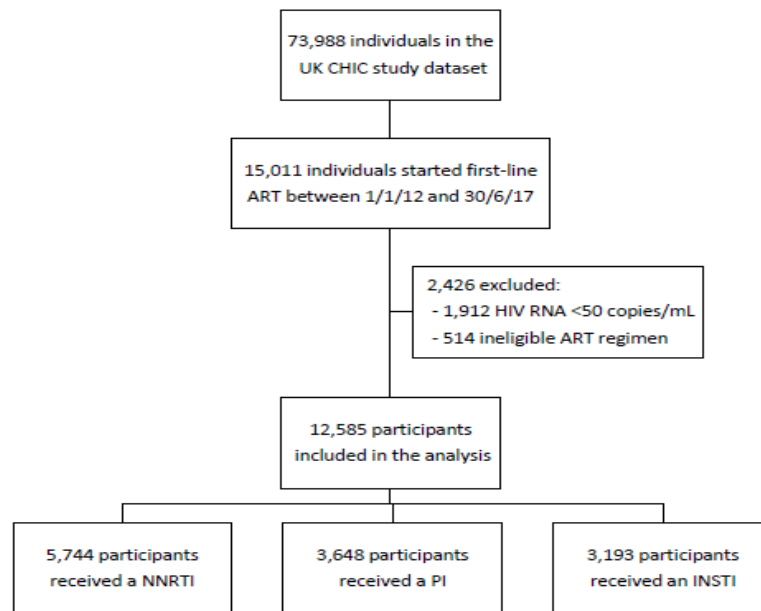 73,988 individuals in the
UK CHIC study dataset
15,011 individuals started first-line
ART between 1/1/12 and 30/6/17
2,426 excluded:
- 1,912 HIV RNA <50 copies/mL
- 514 ineligible ART regimen
12,585 participants
included in the analysis
5,744 participants
received a NNRTI
3,648 participants
received a PI
3,193 participants
received an INSTI